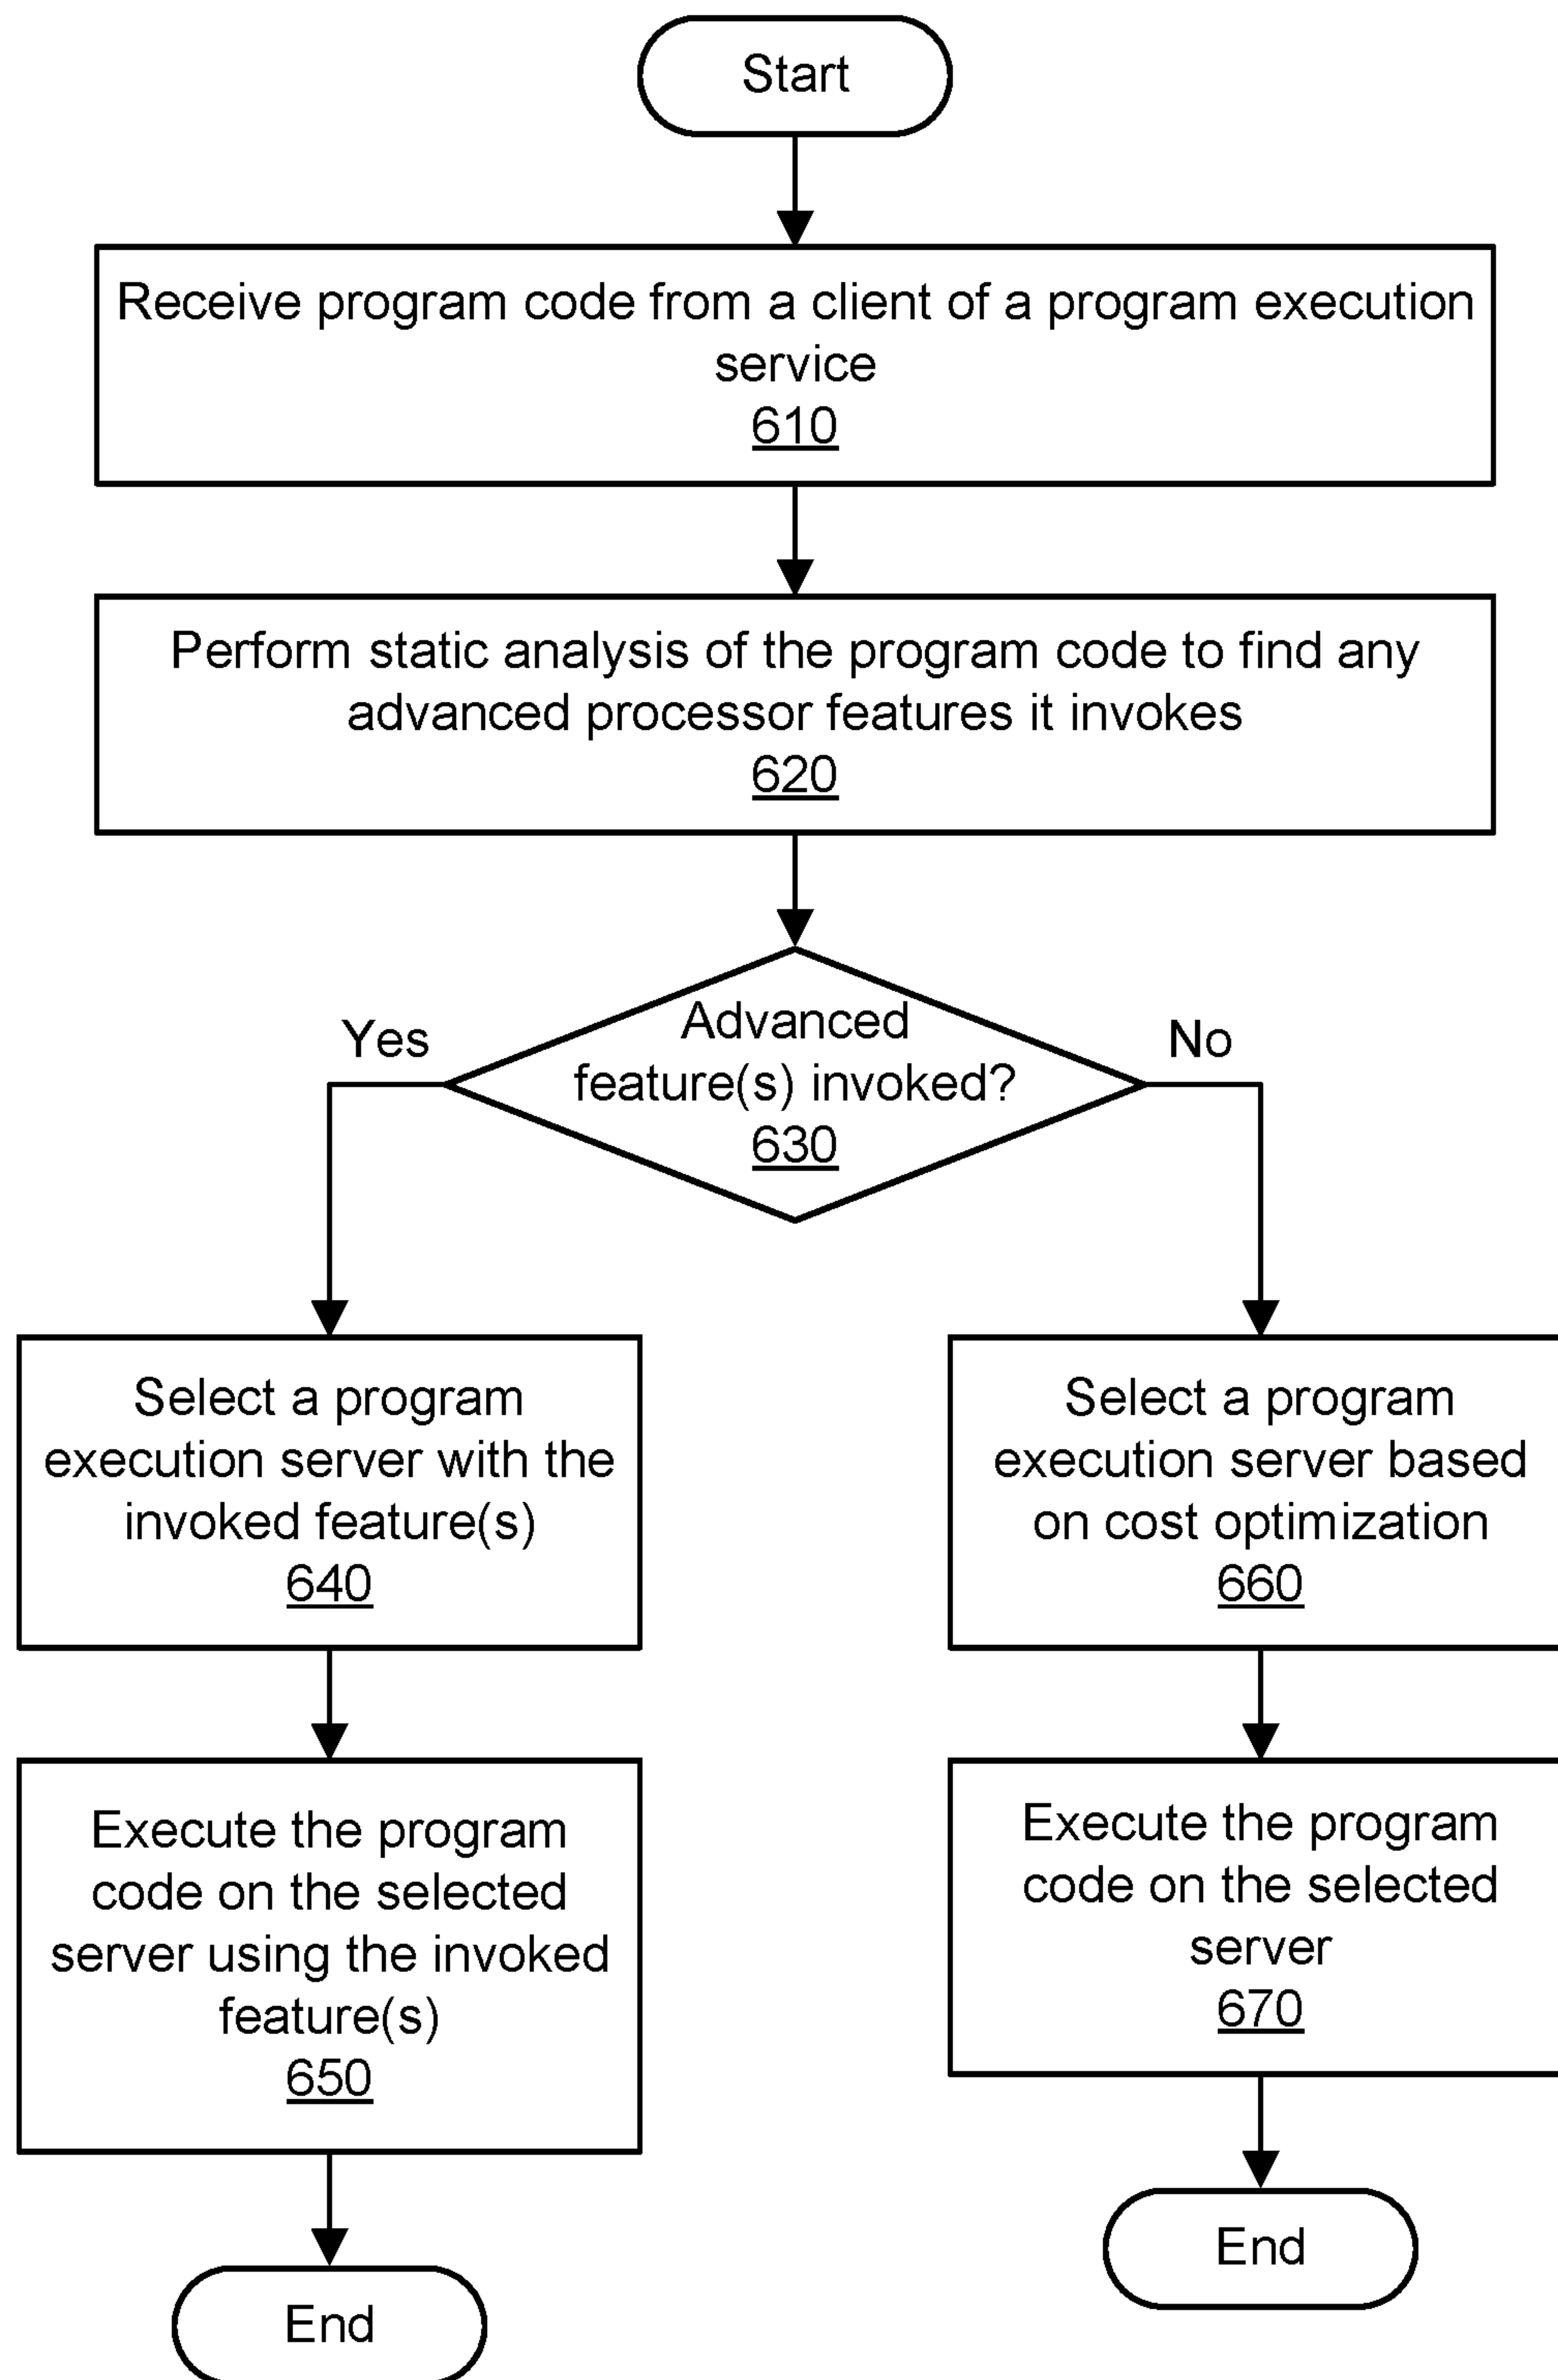 Start
Receive program code from a client of a program execution
service
610
Perform static analysis of the program code to find any
advanced processor features it invokes
620
Advanced
feature(s) invoked?
630
Yes
No
Select a program
execution server with the
invoked feature(s)
640
Execute the program
code on the selected
server using the invoked
feature(s)
650
End
Select a program
execution server based
on cost optimization
660
Execute the program
code on the selected
server
670
End